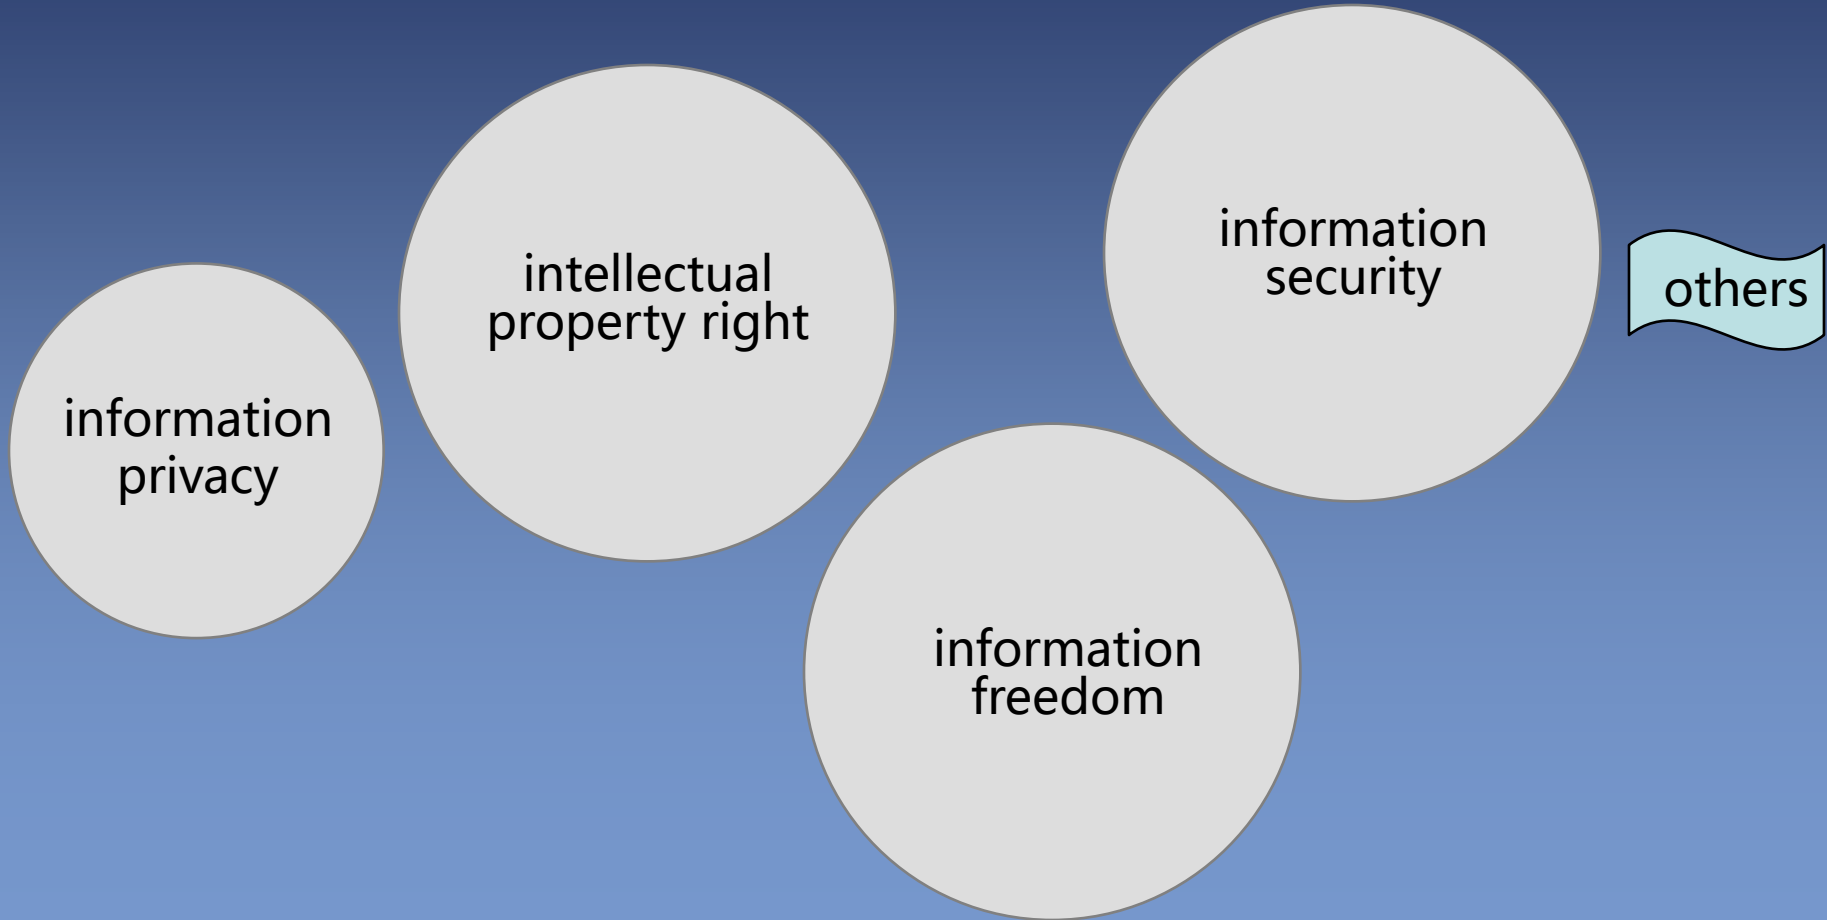 information
privacy
intellectual
property right
information
freedom
information
security
others